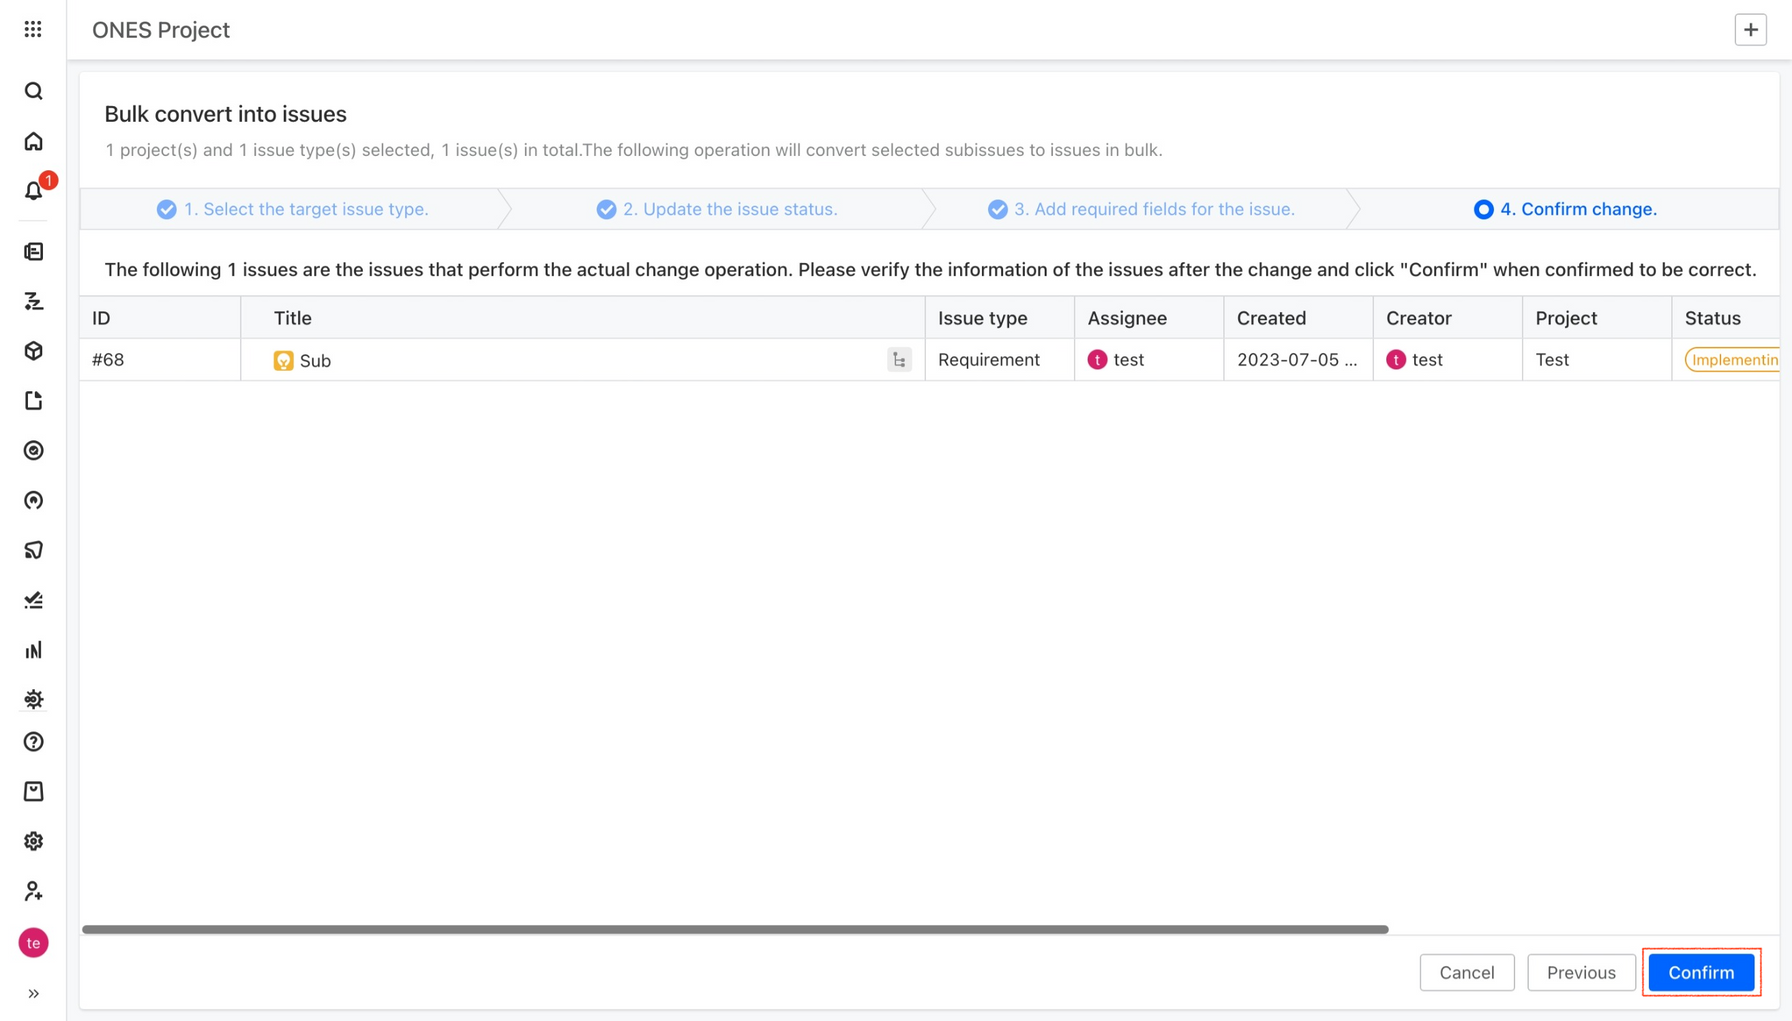 ONES Project
1
Bulk convert into issues
1 project(s) and 1 issue type(s) selected, 1 issue(s) in total.The following operation will convert selected subissues to issues in bulk.
1. Select the target issue type.
2. Update the issue status.
3. Add required fields for the issue.
4. Confirm change.
The following 1 issues are the issues that perform the actual change operation. Please verify the information of the issues after the change and click "Confirm" when confirmed to be correct.
ID Title Issue type Assignee Created Creator Project Status
#68 Sub Requirement t test 2023-07-05 ... t test Test Implementin
te
Cancel Previous Confirm